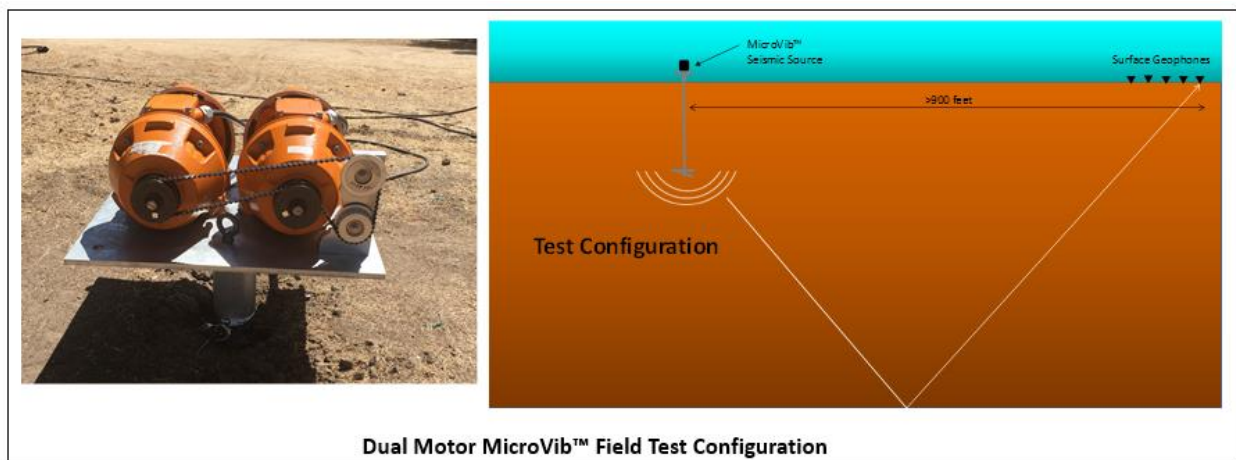 MicroVib™
Seismic Source
Surface Geophones
>900 feet
Test Configuration
Dual Motor MicroVib™ Field Test Configuration